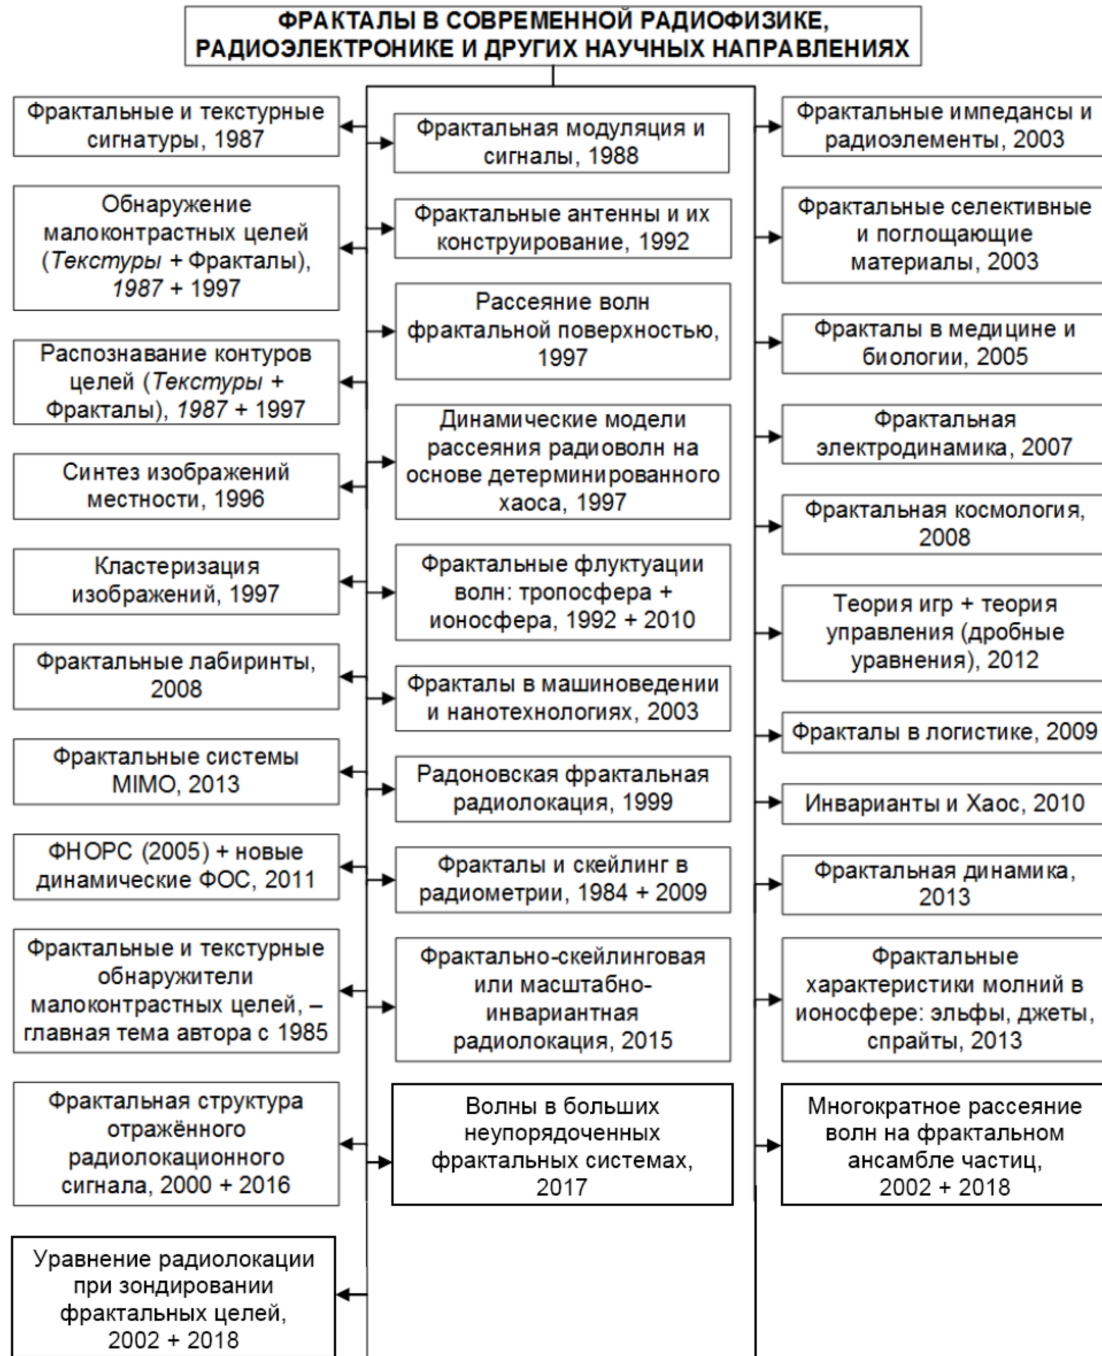 ФРАКТАЛЫ В СОВРЕМЕННОЙ РАДИОФИЗИКЕ,
РАДИОЭЛЕКТРОНИКЕ И ДРУГИХ НАУЧНЫХ НАПРАВЛЕНИЯХ
Фрактальные и текстурные
сигнатуры, 1987
Обнаружение
малоконтрастных целей
(Текстуры + Фракталы),
1987 + 1997
Распознавание контуров
целей (Текстуры +
Фракталы), 1987 + 1997
Синтез изображений
местности, 1996
Кластеризация
изображений, 1997
Фрактальные лабиринты,
2008
Фрактальные системы
MIMO, 2013
ФНОРС (2005) + новые
динамические ФОС, 2011
Фрактальные и текстурные
обнаружители
малоконтрастных целей, –
главная тема автора с 1985
Фрактальная структура
отражённого
радиолокационного
сигнала, 2000 + 2016
Уравнение радиолокации
при зондировании
фрактальных целей,
2002 + 2018
Фрактальная модуляция и
сигналы, 1988
Фрактальные антенны и их
конструирование, 1992
Рассеяние волн
фрактальной поверхностью,
1997
Динамические модели
рассеяния радиоволн на
основе детерминированного
хаоса, 1997
Фрактальные флуктуации
волн: тропосфера +
ионосфера, 1992 + 2010
Фракталы в машиноведении
и нанотехнологиях, 2003
Радоновская фрактальная
радиолокация, 1999
Фракталы и скейлинг в
радиометрии, 1984 + 2009
Фрактально-скейлинговая
или масштабно-
инвариантная
радиолокация, 2015
Волны в больших
неупорядоченных
фрактальных системах,
2017
Фрактальные импедансы и
радиоэлементы, 2003
Фрактальные селективные
и поглощающие
материалы, 2003
Фракталы в медицине и
биологии, 2005
Фрактальная
электродинамика, 2007
Фрактальная космология,
2008
Теория игр + теория
управления (дробные
уравнения), 2012
Фракталы в логистике, 2009
Инварианты и Хаос, 2010
Фрактальная динамика,
2013
Фрактальные
характеристики молний в
ионосфере: эльфы, джеты,
спрайты, 2013
Многократное рассеяние
волн на фрактальном
ансамбле частиц,
2002 + 2018